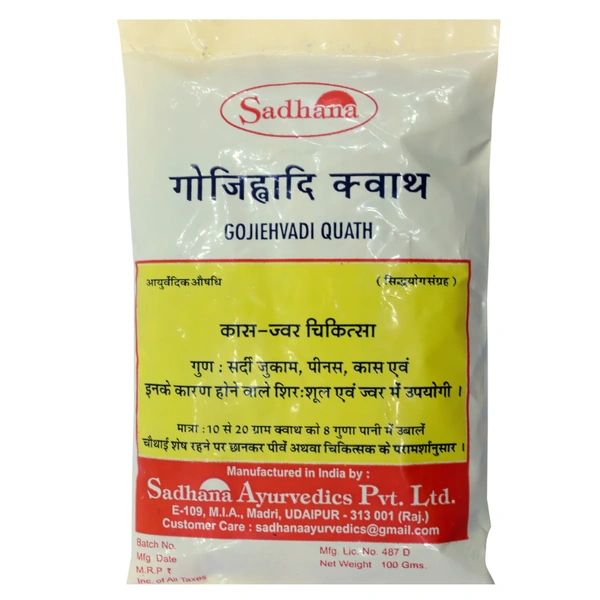 Sadhana
गोजिह्वादि क्वाथ
GOJIEHVADI QUATH
आयुर्वेदिक औषधि (सिद्धयोगसंग्रह)
कास-ज्वर चिकित्सा
गुण : सर्दी जुकाम, पीनस, कास एवं
इनके कारण होने वाले शिर:शूल एवं ज्वर में उपयोगी ।
मात्रा : 10 से 20 ग्राम क्वाथ को 8 गुणा पानी में उबालें
चौथाई शेष रहने पर छानकर पीवें अथवा चिकित्सक के परामर्शानुसार ।
Manufactured in India by :
Sadhana Ayurvedics Pvt. Ltd.
E-109, M.I.A., Madri, UDAIPUR - 313 001 (Raj.)
Customer Care : sadhanaayurvedics@gmail.com
Batch No. Mfg. Lic. No. 487 D
Mfg Date Net Weight 100 Gms.
M.R.P ₹
Inc. of All Taxes